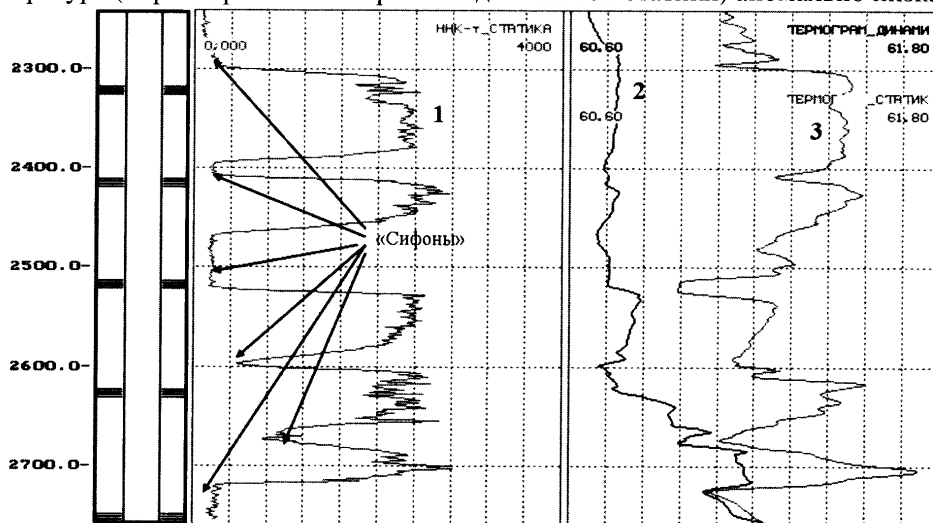 ННК-т_СТАТИКА
0.000 4000
ТЕРМОГРАМ_ДИНАМИ
60.60 61.80
ТЕРМОГ _СТАТИК
60.60 61.80
1
2
3
«Сифоны»
2300.0-
2400.0-
2500.0-
2600.0-
2700.0-